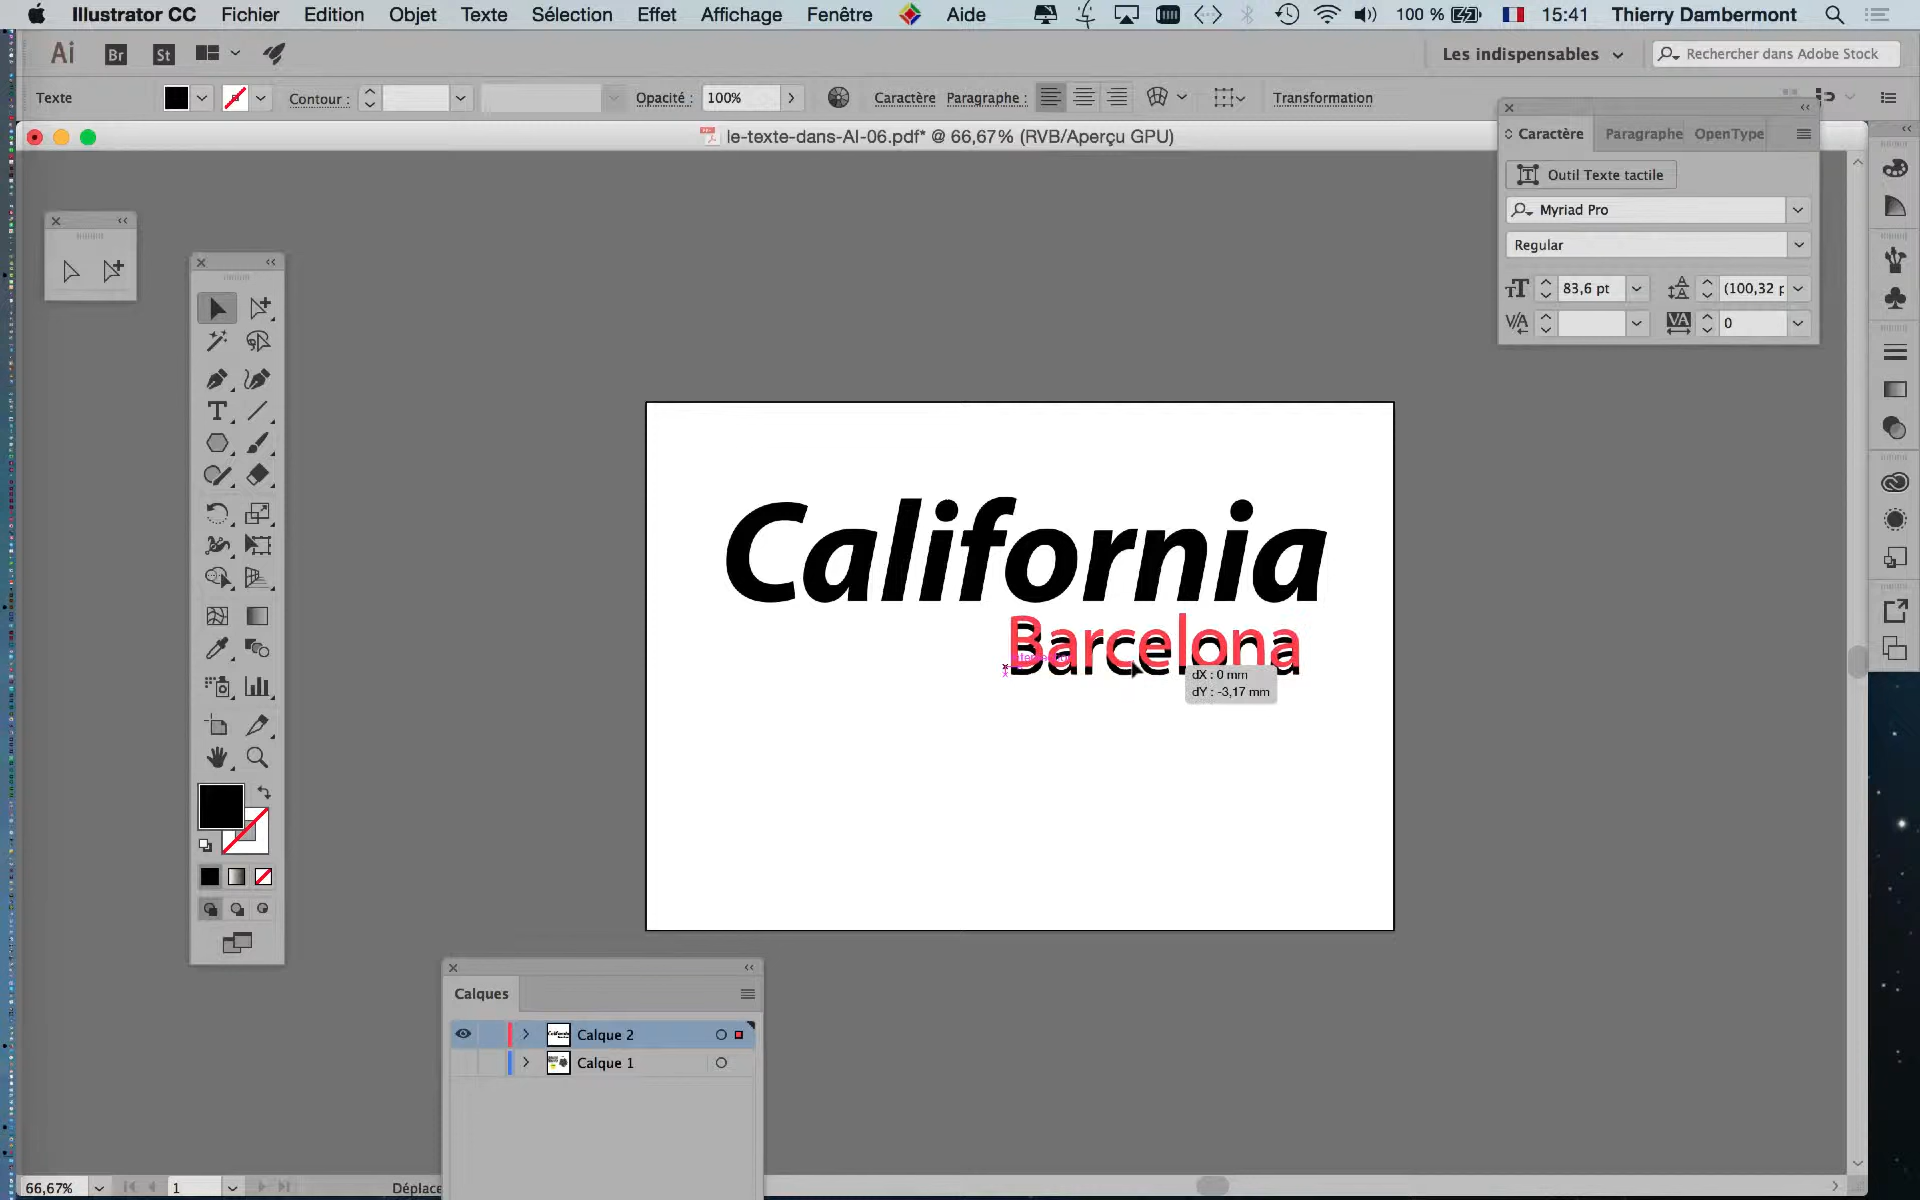 Illustrator CC Fichier Edition Objet Texte Sélection Effet Affichage Fenêtre Aide 100 % 15:41 Thierry Dambermont
Ai Br St Les indispensables Rechercher dans Adobe Stock
Texte Contour : Opacité : 100% Caractère Paragraphe : Transformation
le-texte-dans-AI-06.pdf* @ 66,67% (RVB/Aperçu GPU)
Caractère Paragraphe OpenType
Outil Texte tactile
Myriad Pro
Regular
83,6 pt (100,32 p
0
California
Barcelona
dX : 0 mm
dY : -3,17 mm
Calques
Calque 2
Calque 1
66,67% 1 Déplace